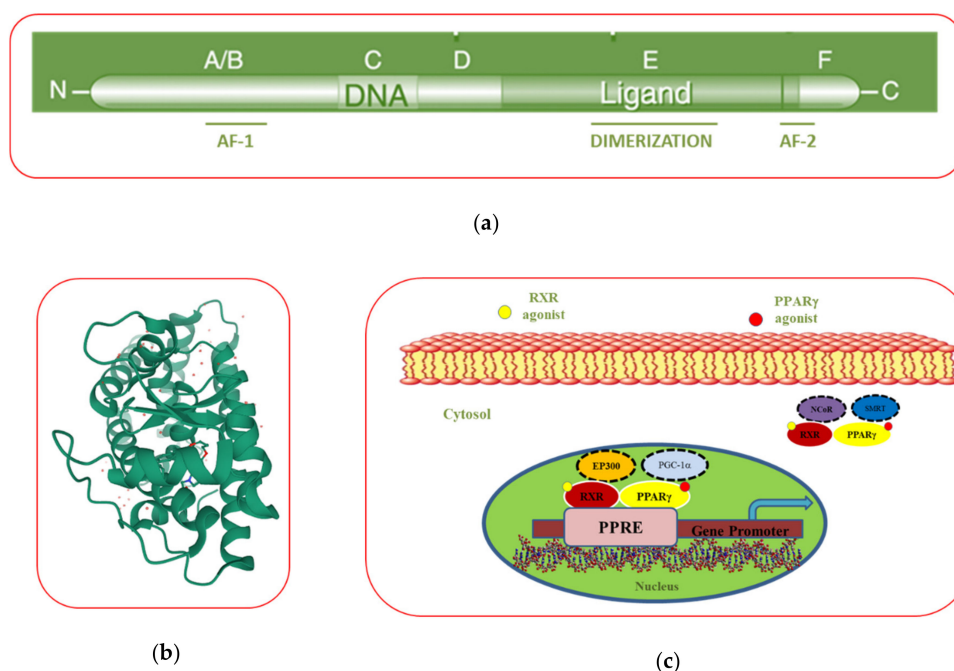 A/B C D E F
N DNA Ligand C
AF-1 DIMERIZATION AF-2
(a)
RXR
agonist
PPARγ
agonist
Cytosol
NCoR SMRT
RXR PPARγ
EP300 PGC-1α
RXR PPARγ
PPRE Gene Promoter
Nucleus
(b)
(c)